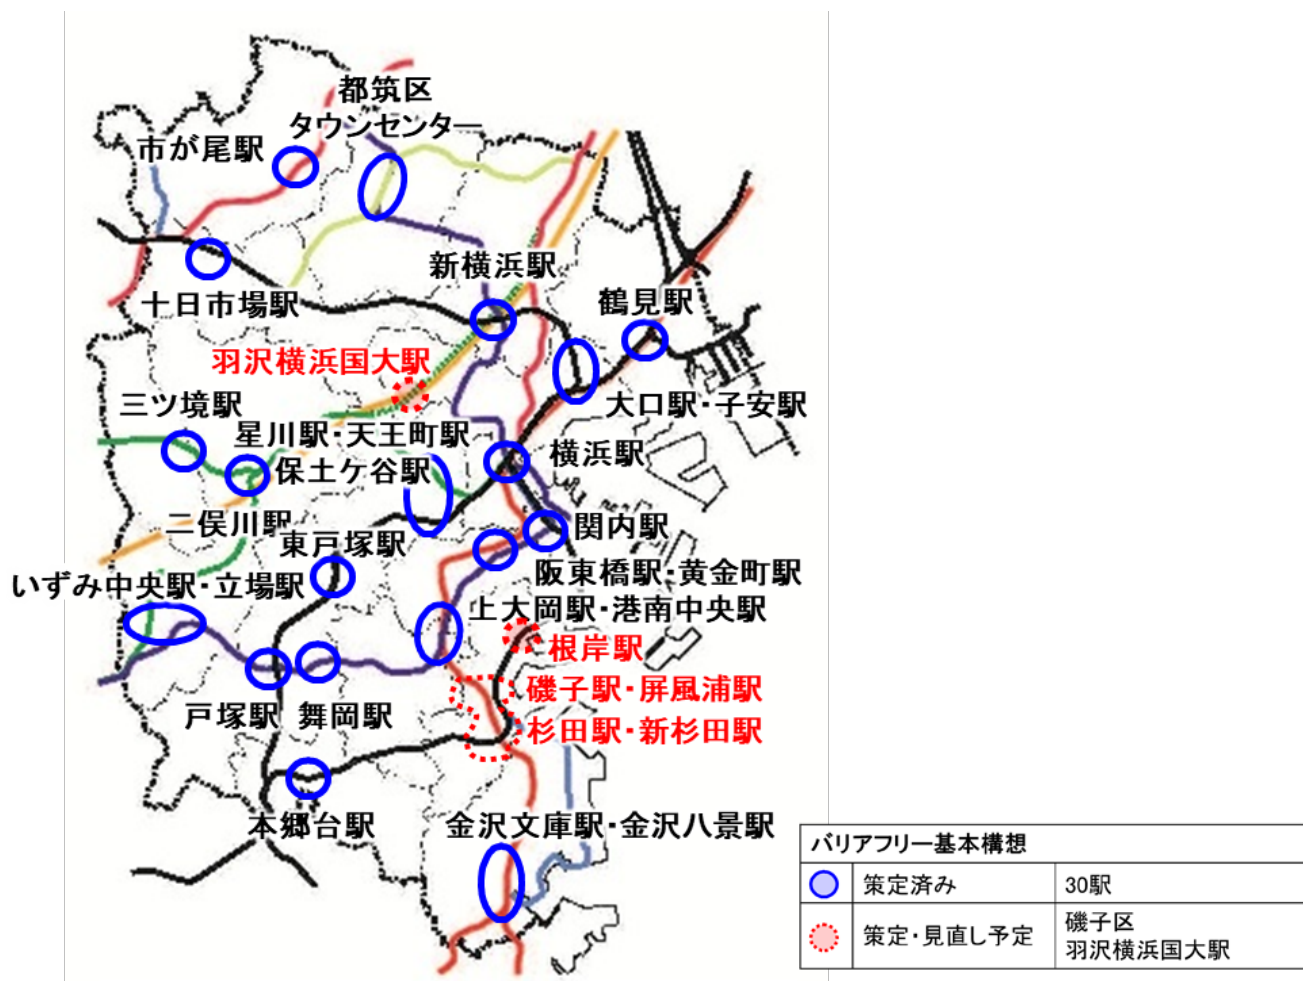 都筑区
タウンセンター
市が尾駅
新横浜駅
十日市場駅
鶴見駅
羽沢横浜国大駅
三ツ境駅
大口駅・子安駅
星川駅・天王町駅
保土ケ谷駅
横浜駅
二俣川駅
関内駅
東戸塚駅
いずみ中央駅・立場駅
阪東橋駅・黄金町駅
上大岡駅・港南中央駅
根岸駅
磯子駅・屏風浦駅
杉田駅・新杉田駅
戸塚駅
舞岡駅
本郷台駅
金沢文庫駅・金沢八景駅
バリアフリー基本構想
策定済み 30駅
策定・見直し予定 磯子区
羽沢横浜国大駅